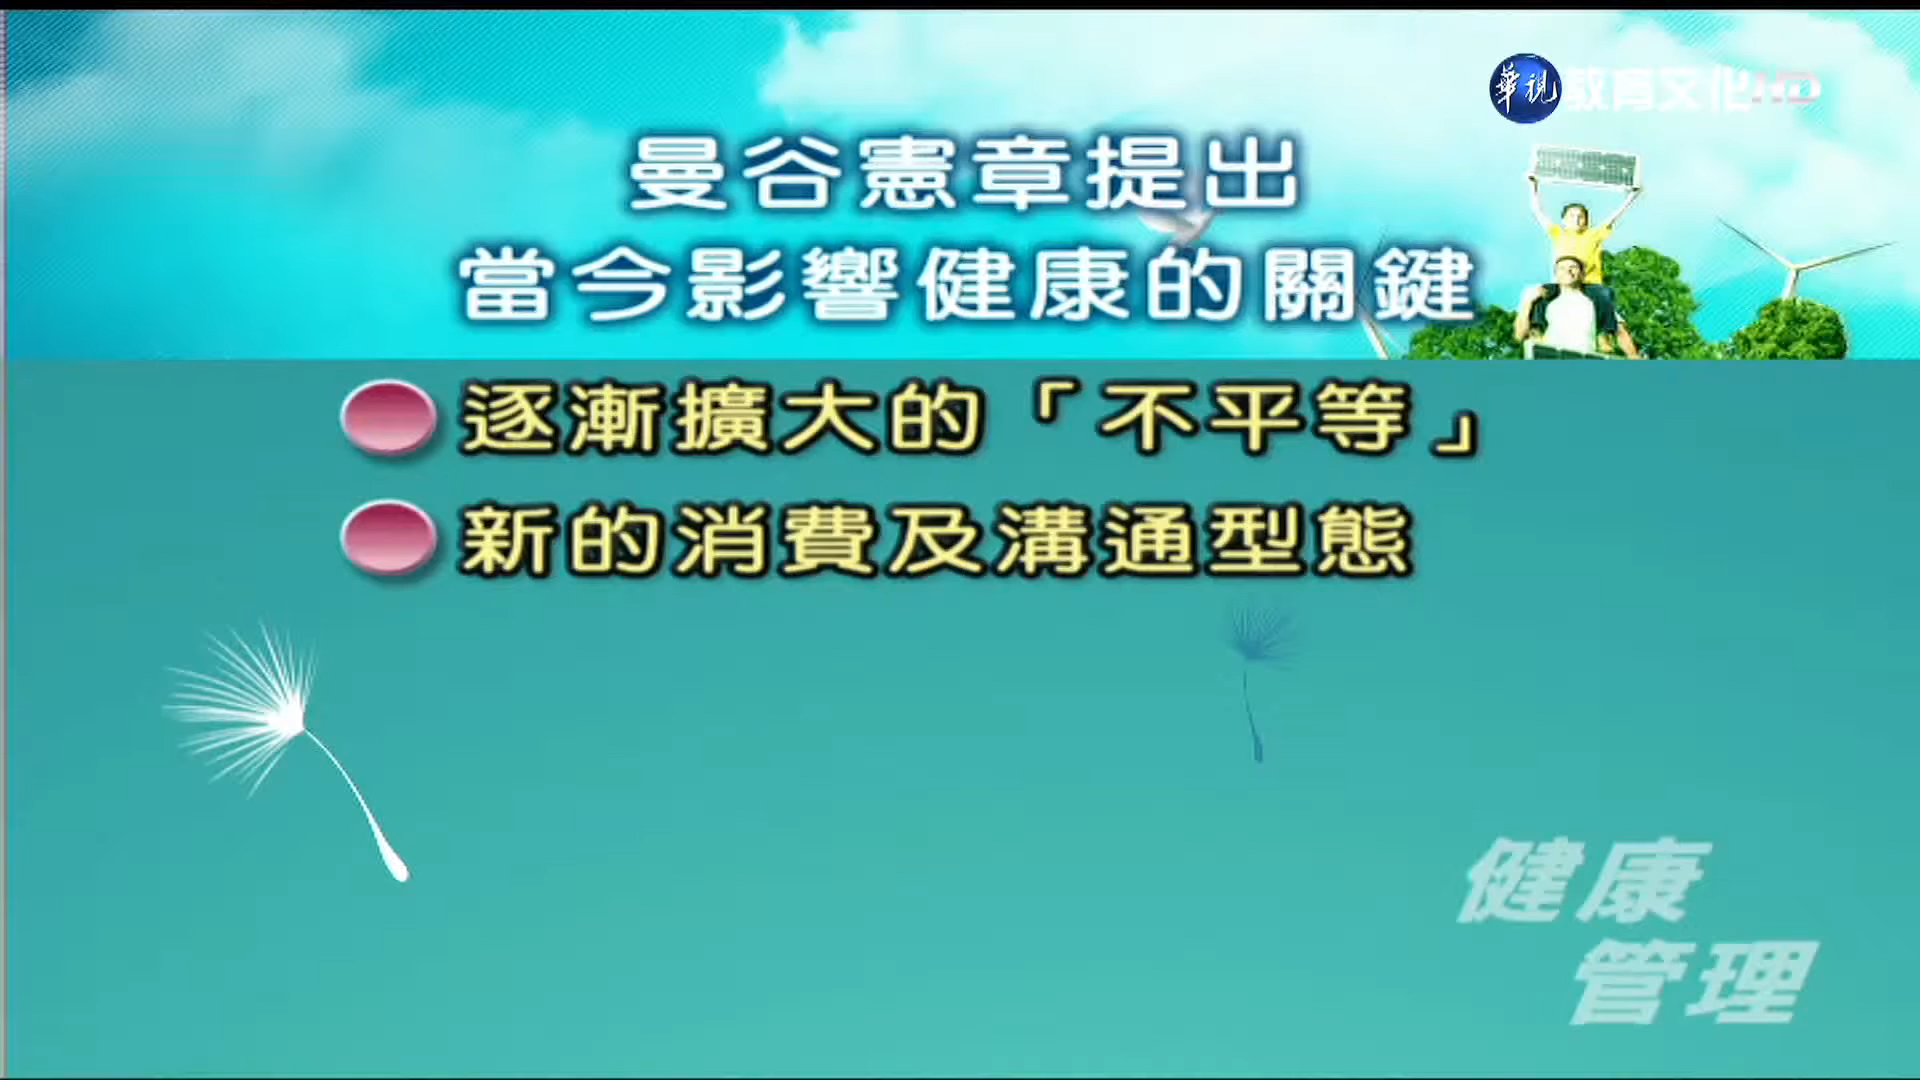 華視教育文化HD
曼谷憲章提出
當今影響健康的關鍵
逐漸擴大的「不平等」
新的消費及溝通型態
健康
管理